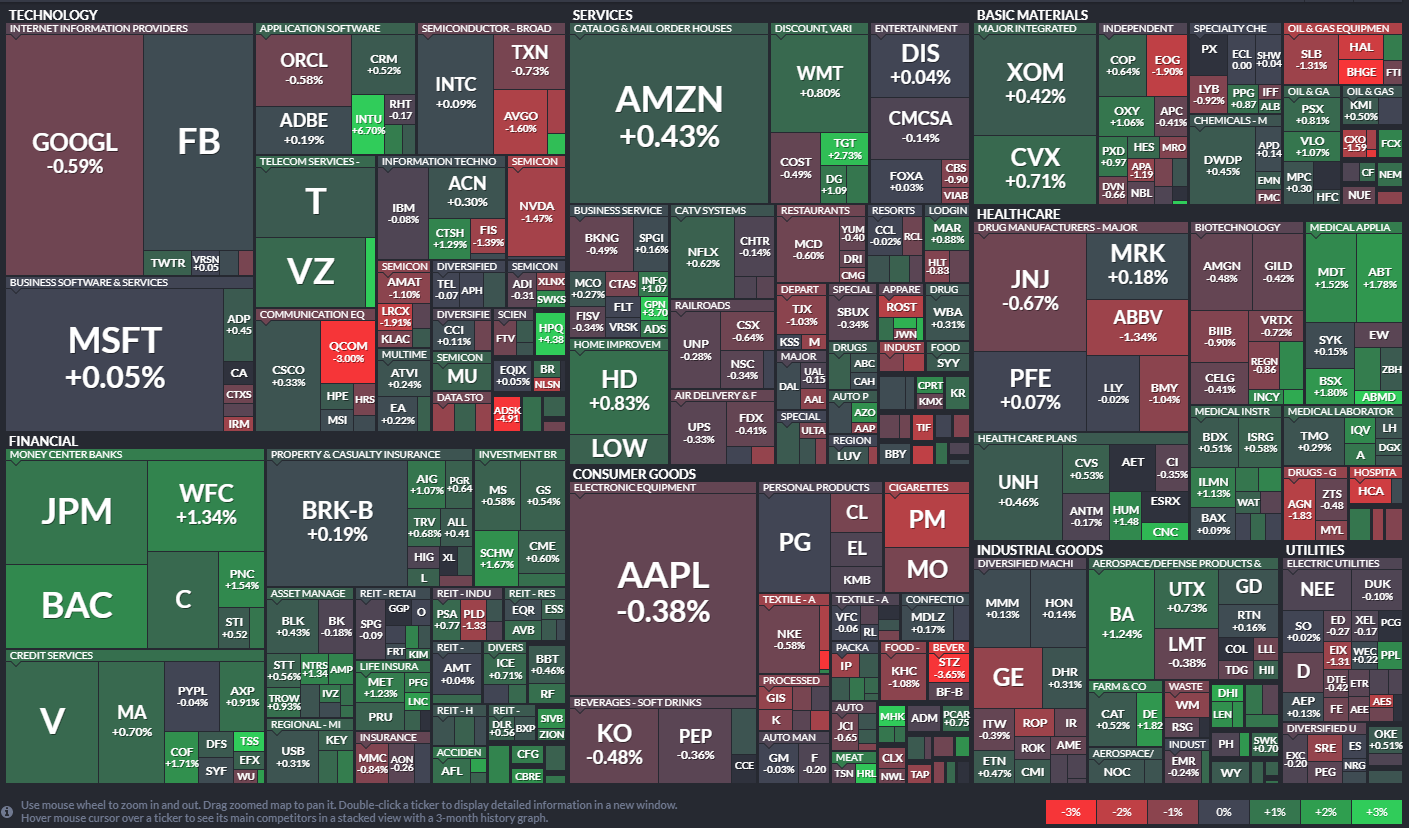 TECHNOLOGY
INTERNET INFORMATION PROVIDERS
GOOGL
-0.59%
FB
TWTR
VRSN
+0.05
APPLICATION SOFTWARE
ORCL
-0.58%
CRM
+0.52%
ADBE
+0.19%
INTU
+6.70%
RHT
-0.17
SEMICONDUCTOR - BROAD
INTC
+0.09%
TXN
-0.73%
AVGO
-1.60%
TELECOM SERVICES -
T
VZ
INFORMATION TECHNO
IBM
-0.08%
ACN
+0.30%
CTSH
+1.29%
FIS
-1.39%
SEMICON
NVDA
-1.47%
BUSINESS SOFTWARE & SERVICES
MSFT
+0.05%
ADP
+0.45
CA
CTXS
IRM
COMMUNICATION EQ
CSCO
+0.33%
QCOM
-3.00%
HPE
HRS
MSI
SEMICON
AMAT
-1.10%
LRCX
-1.91%
KLAC
DIVERSIFIED
TEL
-0.07
APH
SEMICON
ADI
-0.31
XLNX
SWKS
DIVERSIFIE
CCI
+0.11%
SCIEN
FTV
HPQ
+4.38
MULTIME
ATVI
+0.24%
EA
+0.22%
SEMICON
MU
EQIX
+0.05%
BR
NLSN
DATA STO
ADSK
-4.91
SERVICES
CATALOG & MAIL ORDER HOUSES
AMZN
+0.43%
DISCOUNT, VARI
WMT
+0.80%
COST
-0.49%
TGT
+2.73%
DG
+1.09
ENTERTAINMENT
DIS
+0.04%
CMCSA
-0.14%
FOXA
+0.03%
CBS
-0.90
VIAB
BUSINESS SERVICE
BKNG
-0.49%
SPGI
+0.16%
MCO
+0.27%
CTAS
INFO
+1.07
FISV
-0.34%
FLT
GPN
+3.70
VRSK
ADS
CATV SYSTEMS
NFLX
+0.62%
CHTR
-0.14%
RESTAURANTS
MCD
-0.60%
YUM
-0.40
DRI
CMG
RESORTS
CCL
-0.02%
RCL
LODGIN
MAR
+0.88%
HLT
-0.83
RAILROADS
UNP
-0.28%
CSX
-0.64%
NSC
-0.34%
DEPART
TJX
-1.03%
KSS
M
SPECIAL
SBUX
-0.34%
APPARE
ROST
JWN
DRUG
WBA
+0.31%
HOME IMPROVEM
HD
+0.83%
LOW
MAJOR
DAL
UAL
-0.15
AAL
DRUGS
ABC
CAH
INDUST
FOOD
SYY
AIR DELIVERY & F
UPS
-0.33%
FDX
-0.41%
SPECIAL
ULTA
AUTO P
AZO
AAP
CPRT
KMX
KR
REGION
LUV
BBY
TIF
BASIC MATERIALS
MAJOR INTEGRATED
XOM
+0.42%
CVX
+0.71%
INDEPENDENT
COP
+0.64%
EOG
-1.90%
OXY
+1.06%
APC
-0.41%
PXD
+0.97
HES
MRO
APA
-1.19
DVN
-0.66
NBL
SPECIALTY CHE
PX
ECL
0.00
SHW
+0.04
LYB
-0.92%
PPG
+0.87
IFF
ALB
CHEMICALS - M
DWDP
+0.45%
APD
+0.14
EMN
FMC
OIL & GAS EQUIPMEN
SLB
-1.31%
HAL
BHGE
FTI
OIL & GA
PSX
+0.81%
VLO
+1.07%
MPC
+0.30
HFC
OIL & GAS
KMI
+0.50%
CXO
-1.59
FCX
CF
NEM
NUE
HEALTHCARE
DRUG MANUFACTURERS - MAJOR
JNJ
-0.67%
MRK
+0.18%
ABBV
-1.34%
PFE
+0.07%
LLY
-0.02%
BMY
-1.04%
BIOTECHNOLOGY
AMGN
-0.48%
GILD
-0.42%
BIIB
-0.90%
VRTX
-0.72%
REGN
-0.86
CELG
-0.41%
INCY
MEDICAL APPLIA
MDT
+1.52%
ABT
+1.78%
SYK
+0.15%
EW
BSX
+1.80%
ZBH
ABMD
HEALTH CARE PLANS
UNH
+0.46%
CVS
+0.53%
AET
CI
-0.35%
ANTM
-0.17%
HUM
+1.48
ESRX
CNC
MEDICAL INSTR
BDX
+0.51%
ISRG
+0.58%
ILMN
+1.13%
WAT
BAX
+0.09%
MEDICAL LABORATOR
TMO
+0.29%
IQV
LH
A
DGX
DRUGS - G
AGN
-1.83
ZTS
-0.48
MYL
HOSPITA
HCA
FINANCIAL
MONEY CENTER BANKS
JPM
WFC
+1.34%
BAC
C
PNC
+1.54%
STI
+0.52
PROPERTY & CASUALTY INSURANCE
BRK-B
+0.19%
AIG
+1.07%
PGR
+0.64
TRV
+0.68%
ALL
+0.41
HIG
XL
L
INVESTMENT BR
MS
+0.58%
GS
+0.54%
SCHW
+1.67%
CME
+0.60%
CREDIT SERVICES
V
MA
+0.70%
PYPL
-0.04%
AXP
+0.91%
COF
+1.71%
DFS
TSS
SYF
EFX
WU
ASSET MANAGE
BLK
+0.43%
BK
-0.18%
STT
+0.56%
NTRS
+1.34
AMP
TROW
+0.93%
IVZ
REGIONAL - MI
USB
+0.31%
KEY
REIT - RETAI
SPG
-0.09
GGP
O
FRT
KIM
LIFE INSURA
MET
+1.23%
PFG
LNC
PRU
INSURANCE
MMC
-0.84%
AON
-0.26
REIT - INDU
PSA
+0.77
PLD
-1.33
REIT - RES
EQR
ESS
AVB
REIT -
AMT
+0.04%
DIVERS
ICE
+0.71%
BBT
+0.46%
RF
REIT - H
REIT -
DLR
+0.56
BXP
SIVB
ZION
ACCIDEN
AFL
CFG
CBRE
CONSUMER GOODS
ELECTRONIC EQUIPMENT
AAPL
-0.38%
BEVERAGES - SOFT DRINKS
KO
-0.48%
PEP
-0.36%
CCE
PERSONAL PRODUCTS
PG
CL
EL
KMB
CIGARETTES
PM
MO
TEXTILE - A
NKE
-0.58%
TEXTILE - A
VFC
-0.06
RL
CONFECTIO
MDLZ
+0.17%
PACKA
IP
FOOD -
KHC
-1.08%
BEVER
STZ
-3.65%
BF-B
PROCESSED
GIS
K
AUTO
JCI
-0.65
MHK
ADM
PCAR
+0.75
AUTO MAN
GM
-0.03%
F
-0.20
MEAT
TSN
HRL
CLX
NWL
TAP
INDUSTRIAL GOODS
DIVERSIFIED MACHI
MMM
+0.13%
HON
+0.14%
GE
DHR
+0.31%
ITW
-0.39%
ROP
IR
ROK
AME
ETN
+0.47%
CMI
AEROSPACE/DEFENSE PRODUCTS &
BA
+1.24%
UTX
+0.73%
GD
RTN
+0.16%
LMT
-0.38%
COL
LLL
TDG
HII
FARM & CO
CAT
+0.52%
DE
+1.82
WASTE
WM
RSG
DHI
LEN
AEROSPACE/
NOC
INDUST
EMR
-0.24%
PH
SWK
+0.70
WY
UTILITIES
ELECTRIC UTILITIES
NEE
DUK
-0.10%
SO
+0.02%
ED
-0.27
XEL
-0.17
PCG
D
EIX
-1.31
WEC
+0.22
PPL
DTE
-0.42
ETR
AEP
+0.13%
FE
AEE
AES
DIVERSIFIED U
EXC
-0.20
SRE
ES
OKE
+0.51%
PEG
NRG
Use mouse wheel to zoom in and out. Drag zoomed map to pan it. Double-click a ticker to display detailed information in a new window.
Hover mouse cursor over a ticker to see its main competitors in a stacked view with a 3-month history graph.
-3%
-2%
-1%
0%
+1%
+2%
+3%